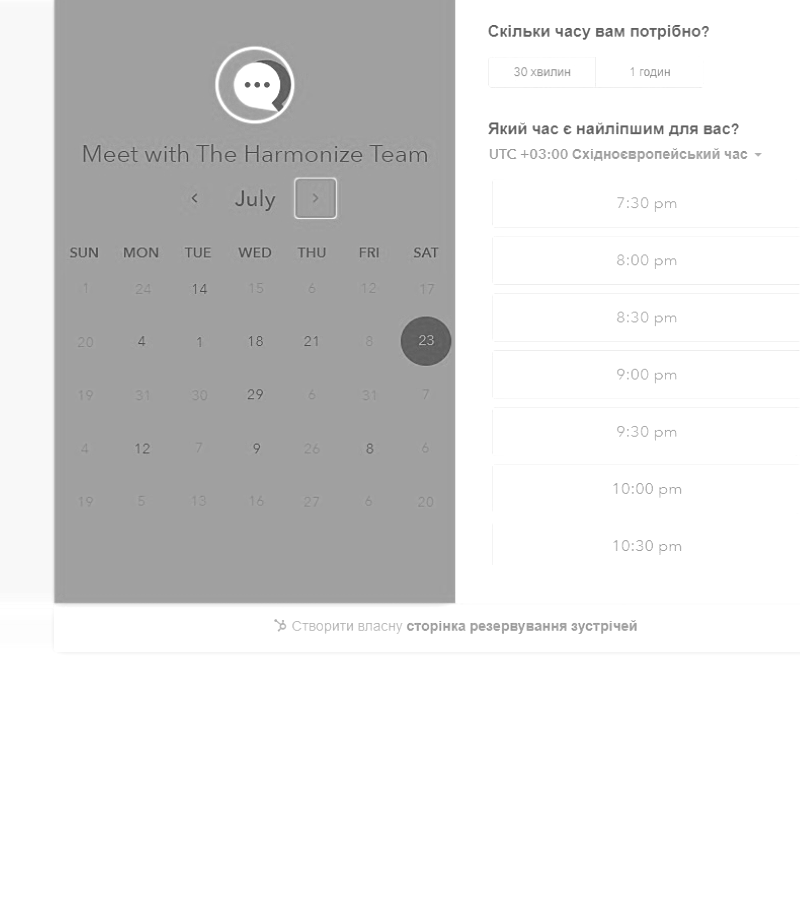 Meet with The Harmonize Team
July
SUN MON TUE WED THU FRI SAT
1 24 14 15 6 12 17
20 4 1 18 21 8 23
19 31 30 29 6 31 7
4 12 7 9 26 8 6
19 5 13 16 27 6 20
Скільки часу вам потрібно?
30 хвилин 1 годин
Який час є найліпшим для вас?
UTC +03:00 Східноєвропейський час
7:30 pm
8:00 pm
8:30 pm
9:00 pm
9:30 pm
10:00 pm
10:30 pm
Створити власну сторінка резервування зустрічей